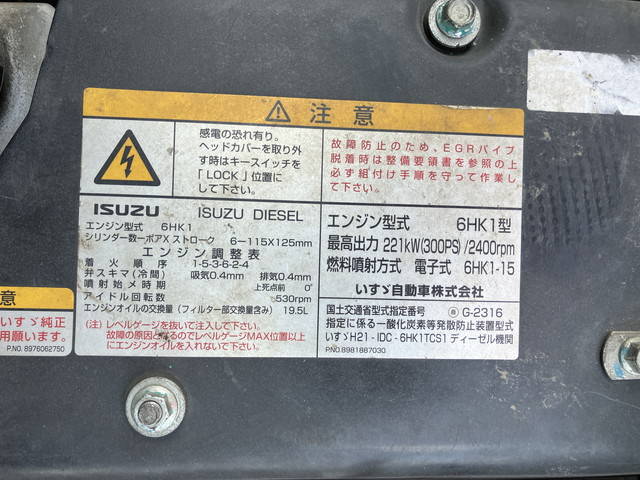 注意
感電の恐れ有り。
ヘッドカバーを取り外
す時はキースイッチを
「LOCK」位置に
して下さい。
故障防止のため、EGRパイプ
脱着時は整備要領書を参照の上
必ず組付け手順を守って作業し
て下さい。
ISUZU ISUZU DIESEL
エンジン型式 6HK1
シリンダー数-ボアXストローク 6-115X125mm
エンジン調整表
着火順序 1-5-3-6-2-4
弁スキマ(冷間) 吸気0.4mm 排気0.4mm
噴射始め時期 上死点前 0°
アイドル回転数 530rpm
エンジンオイルの交換量(フィルター部交換量含み) 19.5L
(注)レベルゲージを抜いて注入して下さい。
故障の原因となるのでレベルゲージMAX位置以上
にエンジンオイルを入れないで下さい。
エンジン型式 6HK1型
最高出力 221kW(300PS)/2400rpm
燃料噴射方式 電子式 6HK1-15
いすゞ自動車株式会社
国土交通省型式指定番号 G-2316
指定に係る一酸化炭素等発散防止装置型式
いすゞH21-IDC-6HK1TCS1 ディーゼル機関
P.NO.8981887030
意
いすゞ純正
用願います。
P.NO.8976062750